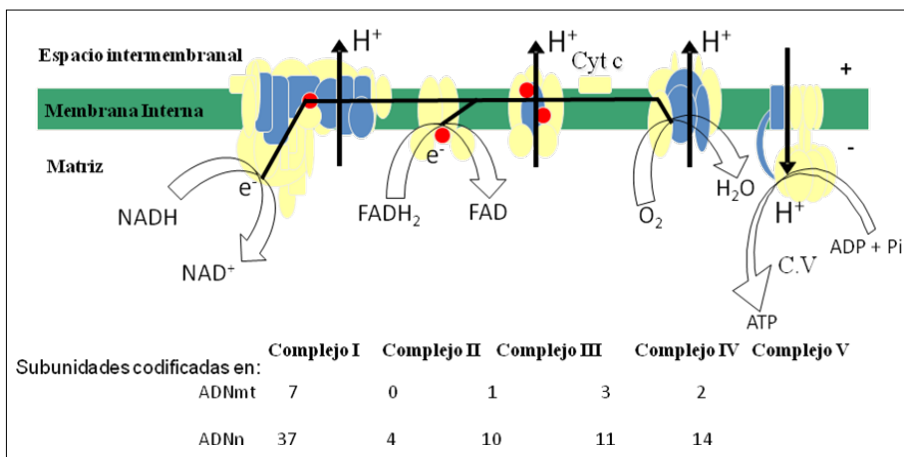 H+ H+ H+
Espacio intermembranal
Cyt c
+
Membrana Interna
Matriz
-
e-
e-
NADH
FADH₂
FAD
O₂
H₂O
H+
ADP + Pi
NAD+
C.V
ATP
Complejo I Complejo II Complejo III Complejo IV Complejo V
Subunidades codificadas en:
ADNmt 7 0 1 3 2
ADNn 37 4 10 11 14